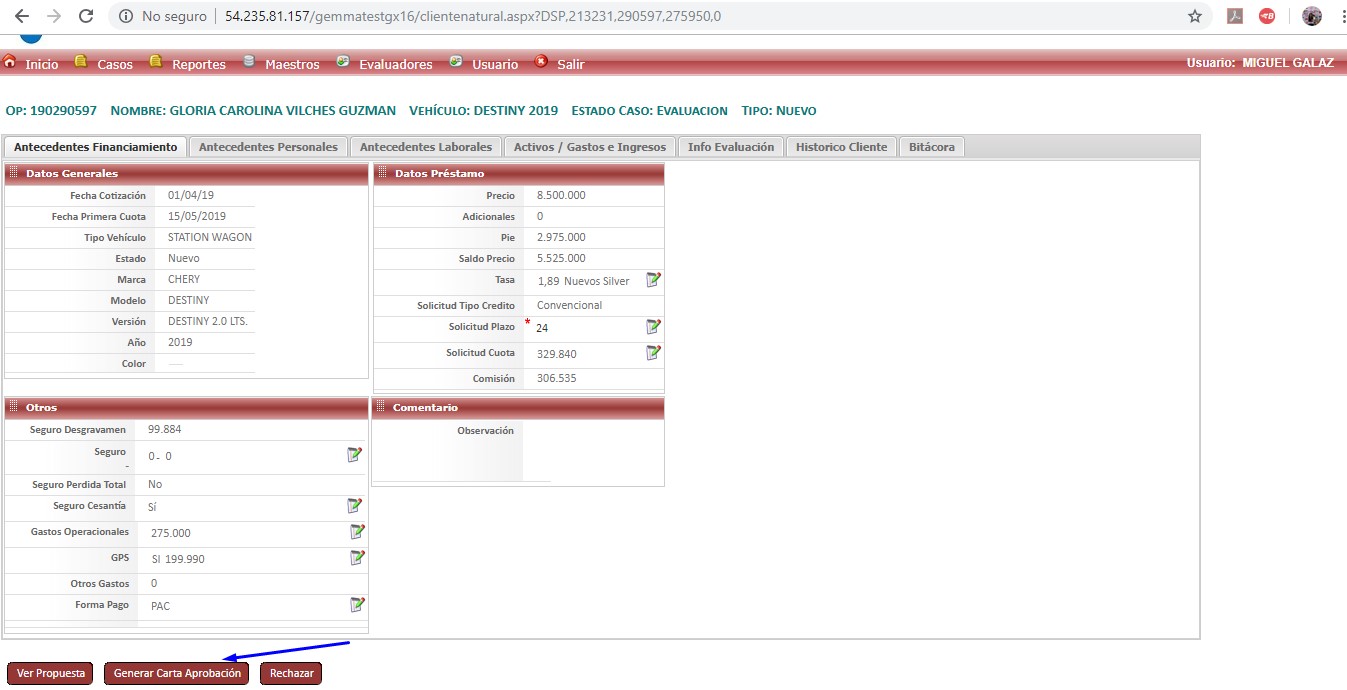 No seguro | 54.235.81.157/gemmatestgx16/clientenatural.aspx?DSP,213231,290597,275950,0
Inicio Casos Reportes Maestros Evaluadores Usuario Salir Usuario: MIGUEL GALAZ
OP: 190290597 NOMBRE: GLORIA CAROLINA VILCHES GUZMAN VEHÍCULO: DESTINY 2019 ESTADO CASO: EVALUACION TIPO: NUEVO
Antecedentes Financiamiento Antecedentes Personales Antecedentes Laborales Activos / Gastos e Ingresos Info Evaluación Historico Cliente Bitácora
Datos Generales
Fecha Cotización 01/04/19
Fecha Primera Cuota 15/05/2019
Tipo Vehículo STATION WAGON
Estado Nuevo
Marca CHERY
Modelo DESTINY
Versión DESTINY 2.0 LTS.
Año 2019
Color
Datos Préstamo
Precio 8.500.000
Adicionales 0
Pie 2.975.000
Saldo Precio 5.525.000
Tasa 1,89 Nuevos Silver
Solicitud Tipo Credito Convencional
Solicitud Plazo * 24
Solicitud Cuota 329.840
Comisión 306.535
Otros
Seguro Desgravamen 99.884
Seguro 0 - 0
-
Seguro Perdida Total No
Seguro Cesantía Sí
Gastos Operacionales 275.000
GPS SI 199.990
Otros Gastos 0
Forma Pago PAC
Comentario
Observación
Ver Propuesta Generar Carta Aprobación Rechazar